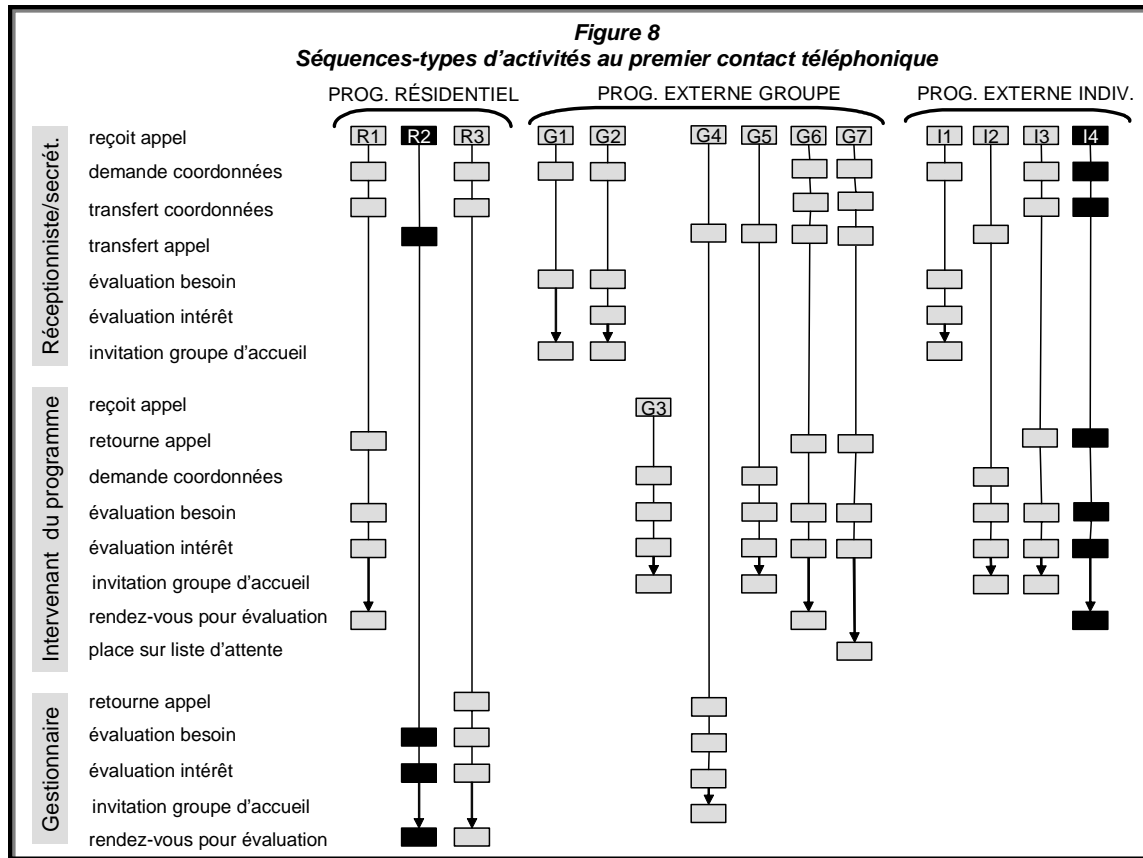 Figure 8
Séquences-types d'activités au premier contact téléphonique
PROG. RÉSIDENTIEL PROG. EXTERNE GROUPE PROG. EXTERNE INDIV.
Réceptionniste/secrét.
reçoit appel R1 R2 R3 G1 G2 G4 G5 G6 G7 I1 I2 I3 I4
demande coordonnées
transfert coordonnées
transfert appel
évaluation besoin
évaluation intérêt
invitation groupe d'accueil
Intervenant du programme
reçoit appel G3
retourne appel
demande coordonnées
évaluation besoin
évaluation intérêt
invitation groupe d'accueil
rendez-vous pour évaluation
place sur liste d'attente
Gestionnaire
retourne appel
évaluation besoin
évaluation intérêt
invitation groupe d'accueil
rendez-vous pour évaluation